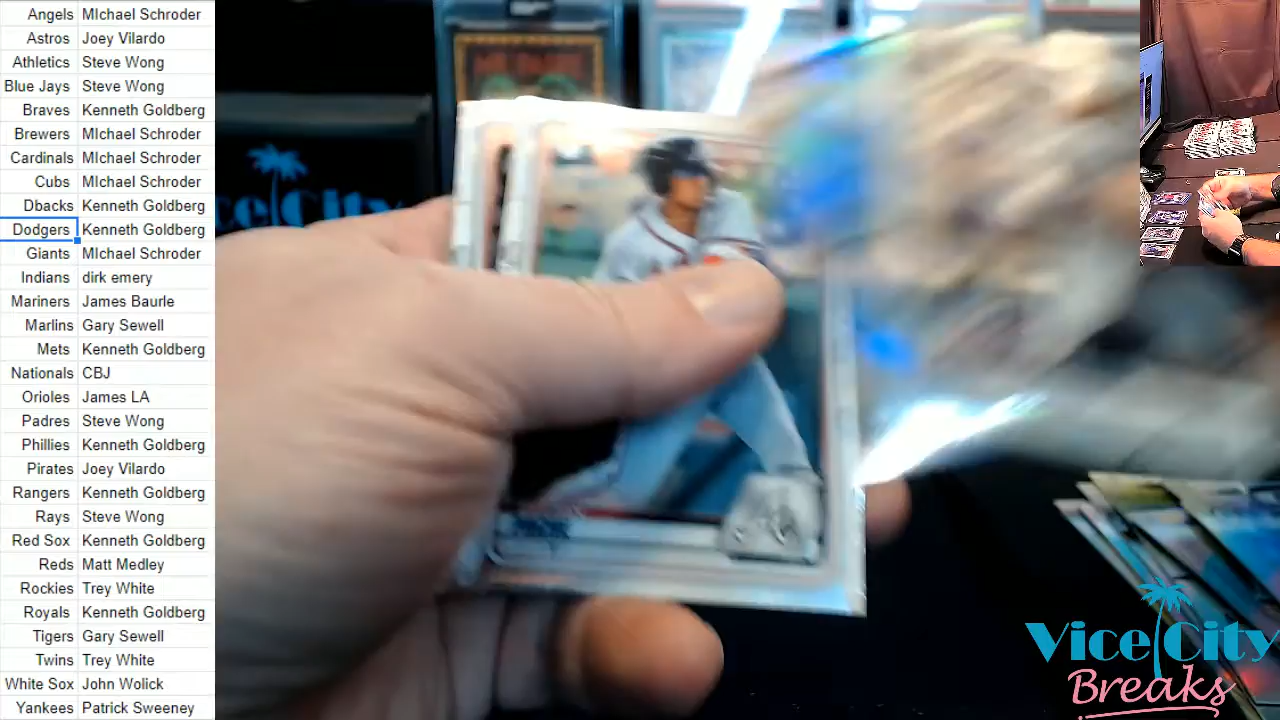 Angels MIchael Schroder
Astros Joey Vilardo
Athletics Steve Wong
Blue Jays Steve Wong
Braves Kenneth Goldberg
Brewers MIchael Schroder
Cardinals MIchael Schroder
Cubs MIchael Schroder
Dbacks Kenneth Goldberg
Dodgers Kenneth Goldberg
Giants MIchael Schroder
Indians dirk emery
Mariners James Baurle
Marlins Gary Sewell
Mets Kenneth Goldberg
Nationals CBJ
Orioles James LA
Padres Steve Wong
Phillies Kenneth Goldberg
Pirates Joey Vilardo
Rangers Kenneth Goldberg
Rays Steve Wong
Red Sox Kenneth Goldberg
Reds Matt Medley
Rockies Trey White
Royals Kenneth Goldberg
Tigers Gary Sewell
Twins Trey White
White Sox John Wolick
Yankees Patrick Sweeney
Vice City
Breaks